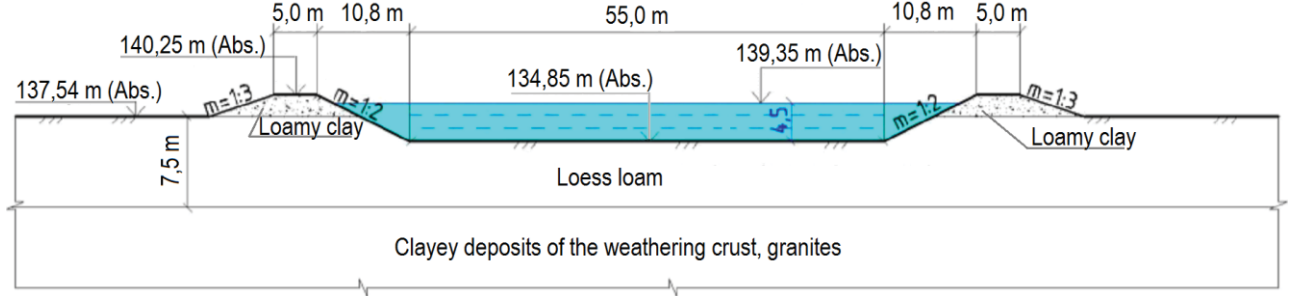 5,0 m 10,8 m 55,0 m 10,8 m 5,0 m
140,25 m (Abs.)
139,35 m (Abs.)
137,54 m (Abs.)
134,85 m (Abs.)
m=1:3
m=1:2
m=1:2
m=1:3
4,5
Loamy clay
Loamy clay
7,5 m
Loess loam
Clayey deposits of the weathering crust, granites